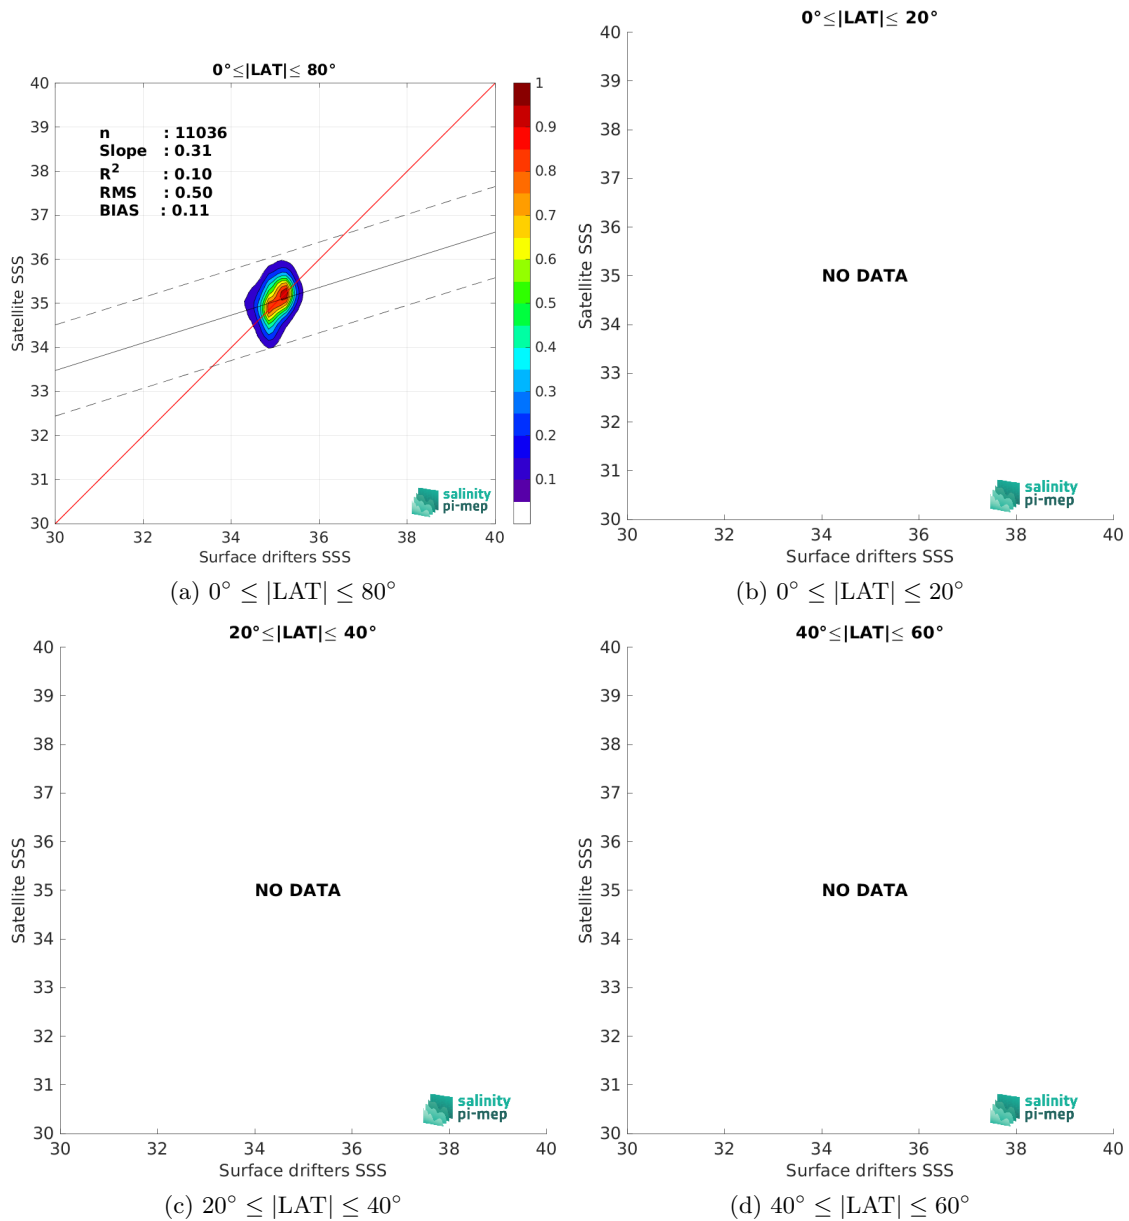 0°≤|LAT|≤ 80°
40
39
38
37
36
35
34
33
32
31
30
Satellite SSS
n : 11036
Slope : 0.31
R² : 0.10
RMS : 0.50
BIAS : 0.11
1
0.9
0.8
0.7
0.6
0.5
0.4
0.3
0.2
0.1
salinity
pi-mep
30 32 34 36 38 40
Surface drifters SSS
(a) 0° ≤ |LAT| ≤ 80°
0°≤|LAT|≤ 20°
40
39
38
37
36
35
34
33
32
31
30
Satellite SSS
NO DATA
salinity
pi-mep
30 32 34 36 38 40
Surface drifters SSS
(b) 0° ≤ |LAT| ≤ 20°
20°≤|LAT|≤ 40°
40
39
38
37
36
35
34
33
32
31
30
Satellite SSS
NO DATA
salinity
pi-mep
30 32 34 36 38 40
Surface drifters SSS
(c) 20° ≤ |LAT| ≤ 40°
40°≤|LAT|≤ 60°
40
39
38
37
36
35
34
33
32
31
30
Satellite SSS
NO DATA
salinity
pi-mep
30 32 34 36 38 40
Surface drifters SSS
(d) 40° ≤ |LAT| ≤ 60°